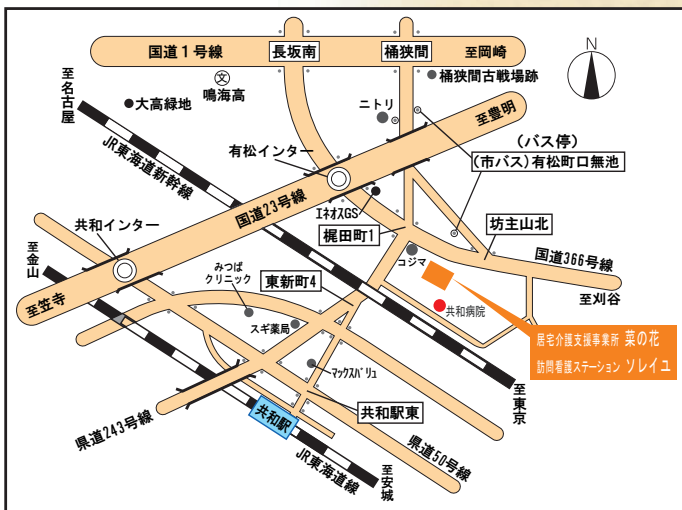 国道1号線
長坂南
桶狭間
至岡崎
N
至名古屋
文
鳴海高
桶狭間古戦場跡
大高緑地
ニトリ
至豊明
(バス停)
(市バス)有松町口無池
JR東海道新幹線
有松インター
国道23号線
エネオスGS
共和インター
梶田町1
坊主山北
国道366号線
至金山
みつば
クリニック
東新町4
コジマ
至刈谷
至笠寺
スギ薬局
共和病院
居宅介護支援事業所 菜の花
訪問看護ステーション ソレイユ
マックスバリュ
至東京
県道243号線
共和駅
共和駅東
県道50号線
JR東海道線
至安城